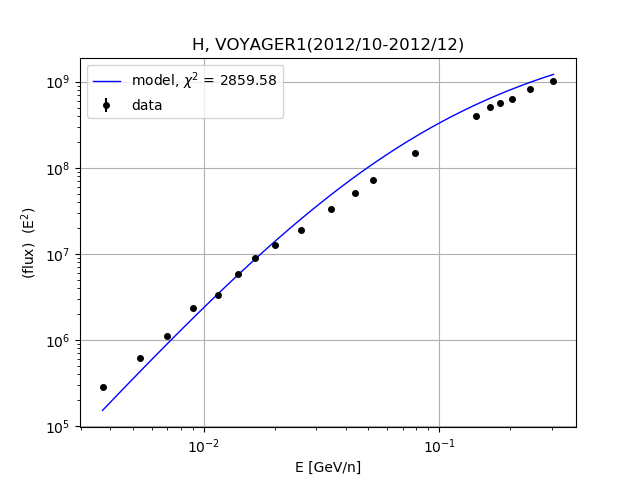 H, VOYAGER1(2012/10-2012/12)
model, χ² = 2859.58
data
10⁹
10⁸
10⁷
10⁶
10⁵
(flux) (E²)
10⁻² 10⁻¹
E [GeV/n]